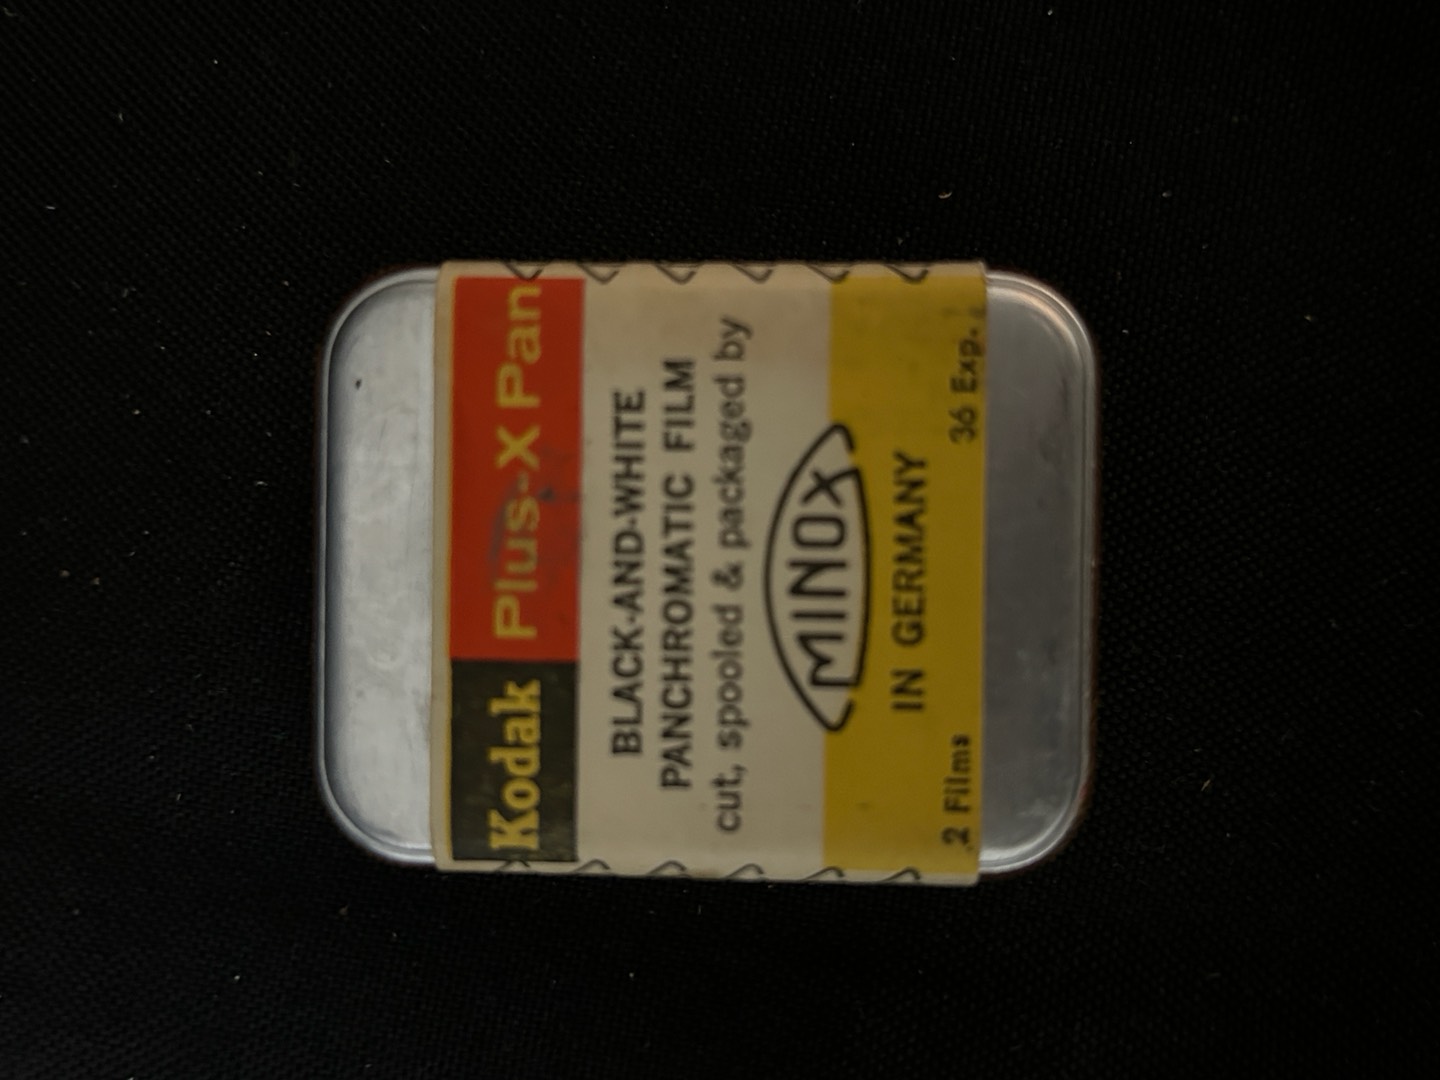 Kodak Plus-X Pan
BLACK-AND-WHITE
PANCHROMATIC FILM
cut, spooled & packaged by
MINOX
IN GERMANY
2 Films 36 Exp.